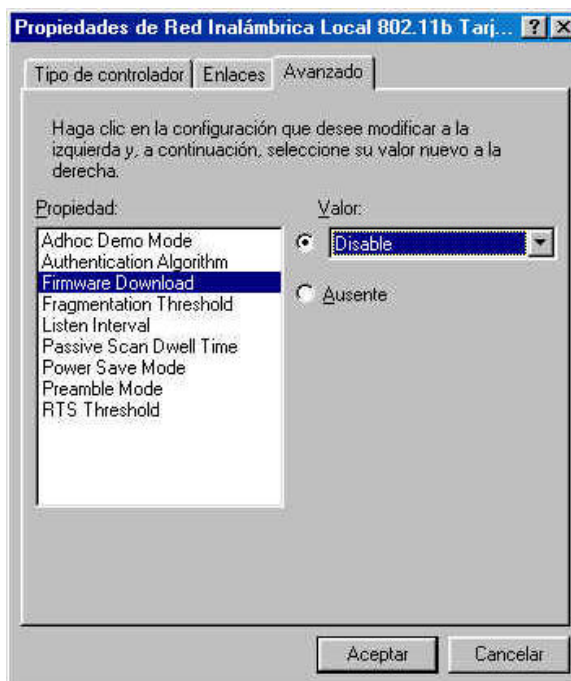 Propiedades de Red Inalámbrica Local 802.11b Tarj...
Tipo de controlador
Enlaces
Avanzado
Haga clic en la configuración que desee modificar a la
izquierda y, a continuación, seleccione su valor nuevo a la
derecha.
Propiedad:
Adhoc Demo Mode
Authentication Algorithm
Firmware Download
Fragmentation Threshold
Listen Interval
Passive Scan Dwell Time
Power Save Mode
Preamble Mode
RTS Threshold
Valor:
Disable
Ausente
Aceptar
Cancelar